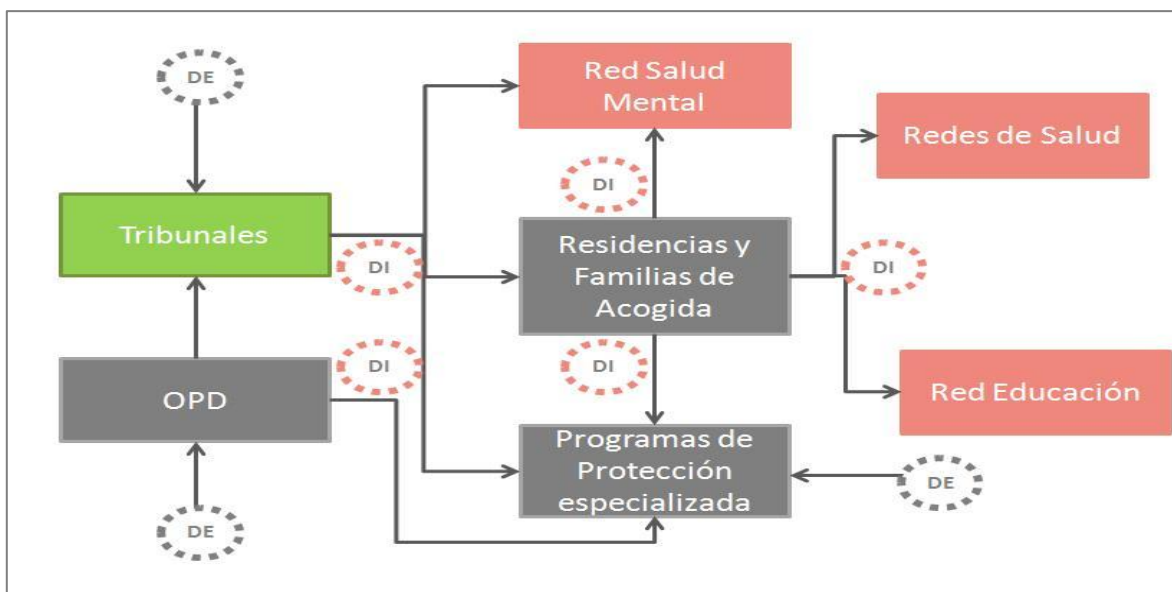 DE
Red Salud
Mental
Redes de Salud
DI
Tribunales
DI
Residencias y
Familias de
Acogida
DI
OPD
DI
DI
Red Educación
Programas de
Protección
especializada
DE
DE